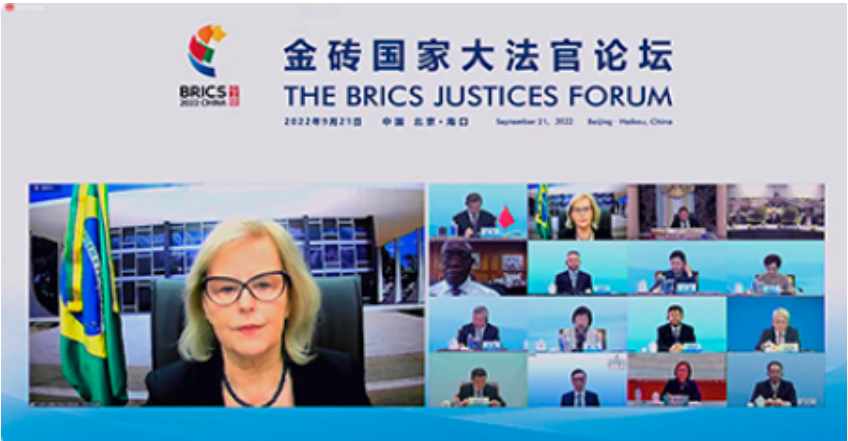 BRICS
2022 CHINA
金砖国家大法官论坛
THE BRICS JUSTICES FORUM
2022年9月21日 中国 北京·海口 September 21, 2022 Beijing · Haikou, China